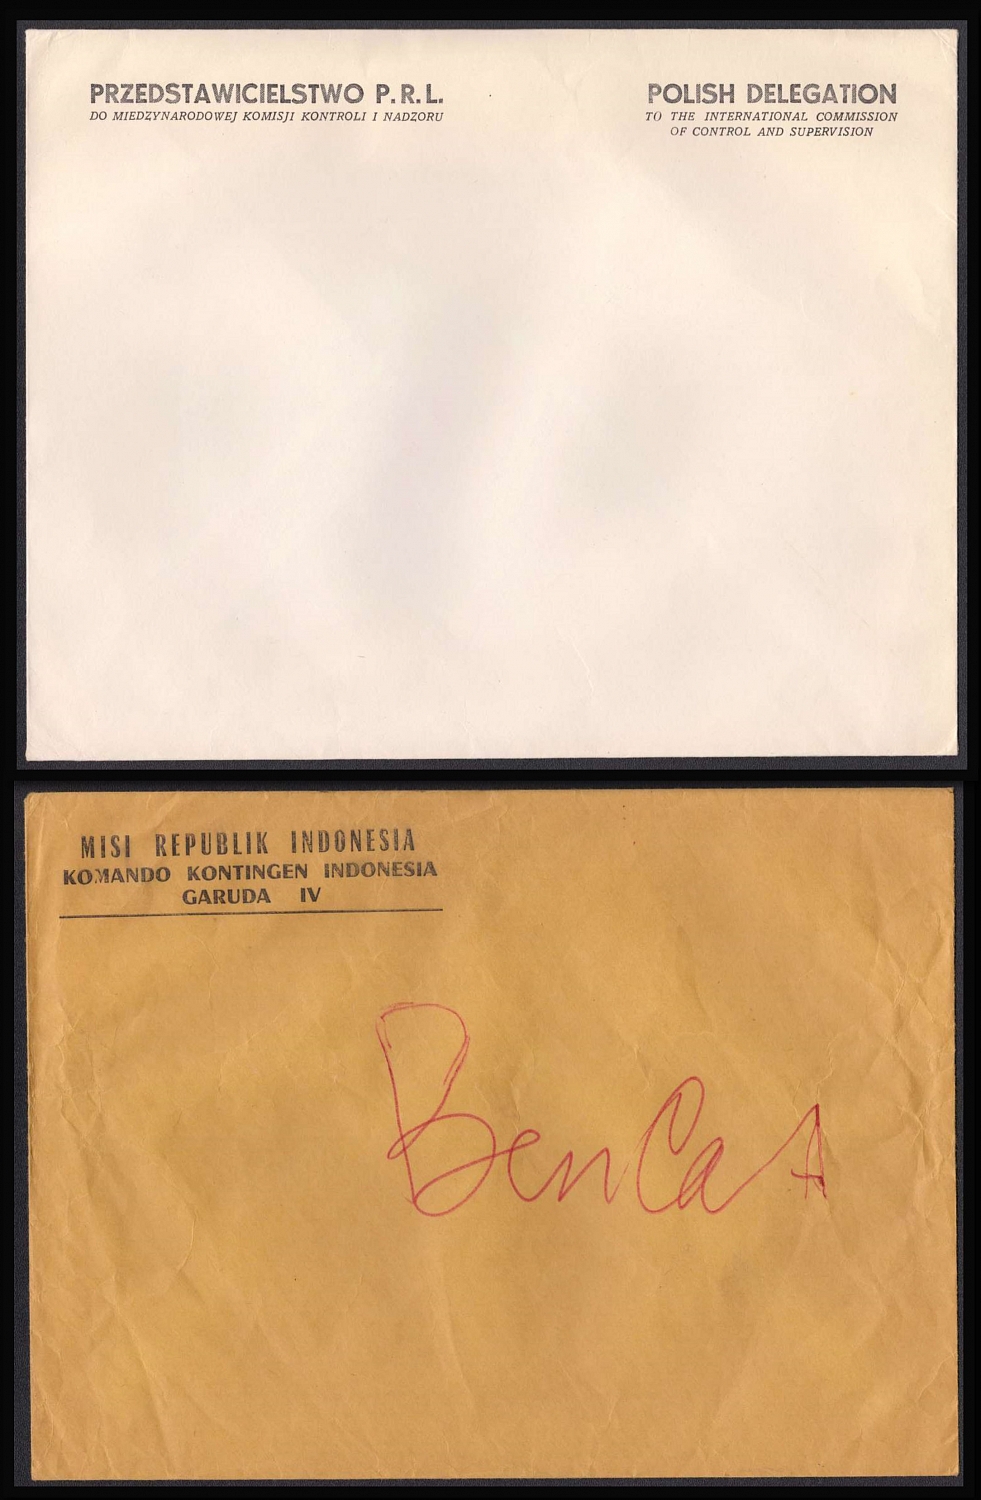 PRZEDSTAWICIELSTWO P.R.L.
DO MIEDZYNARODOWEJ KOMISJI KONTROLI I NADZORU
POLISH DELEGATION
TO THE INTERNATIONAL COMMISSION
OF CONTROL AND SUPERVISION
MISI REPUBLIK INDONESIA
KOMANDO KONTINGEN INDONESIA
GARUDA IV